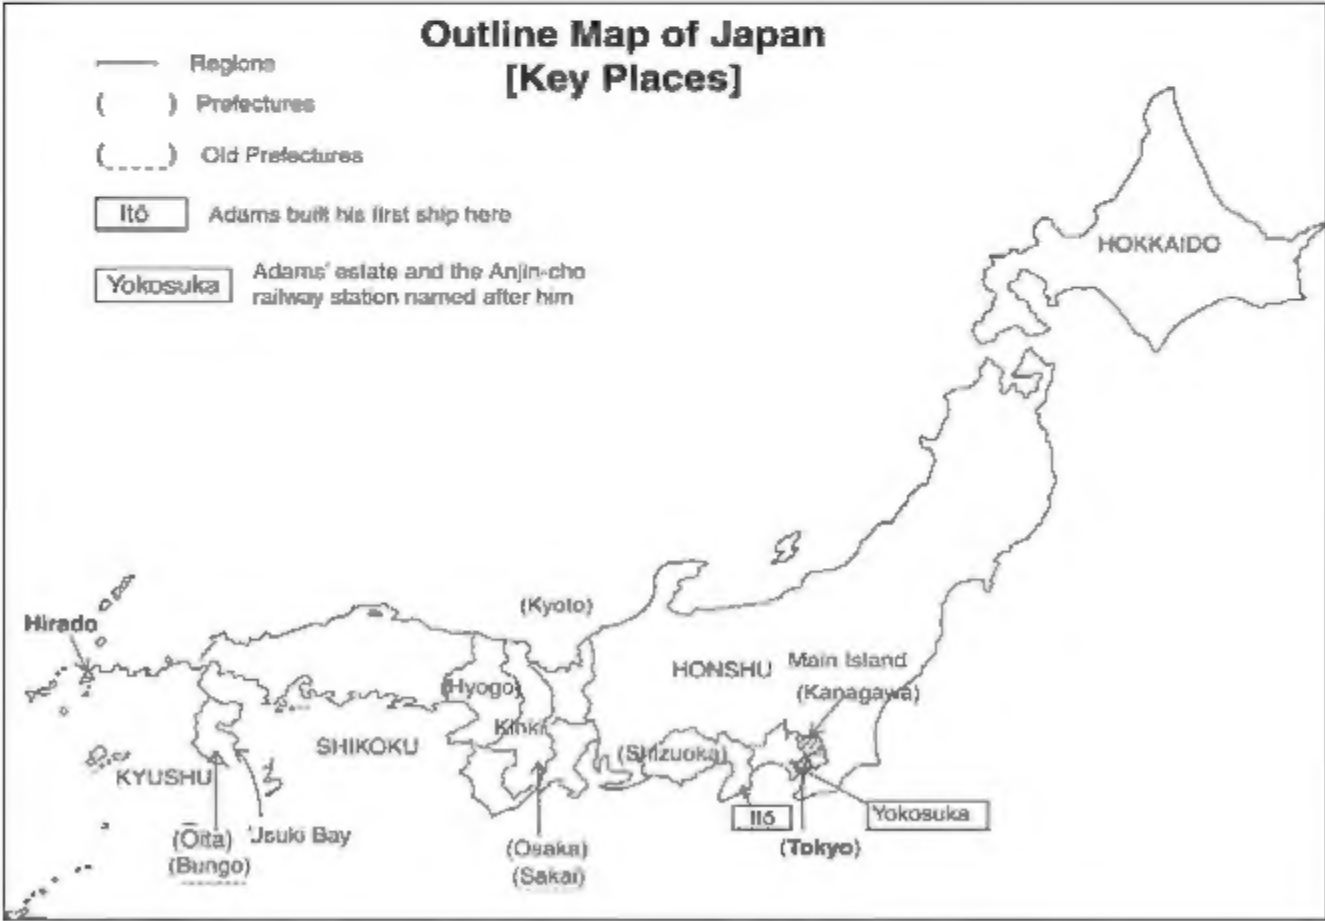 Outline Map of Japan
[Key Places]
Regions
( ) Prefectures
(.....) Old Prefectures
Itō Adams built his first ship here
Yokosuka Adams' estate and the Anjin-cho
railway station named after him
HOKKAIDO
(Kyoto)
Hirado
HONSHU Main Island
(Kanagawa)
(Hyogo)
Kinki
SHIKOKU
(Shizuoka)
KYUSHU
Itō
Yokosuka
(Ōita)
Usuki Bay
(Bungo)
(Osaka)
(Sakai)
(Tokyo)